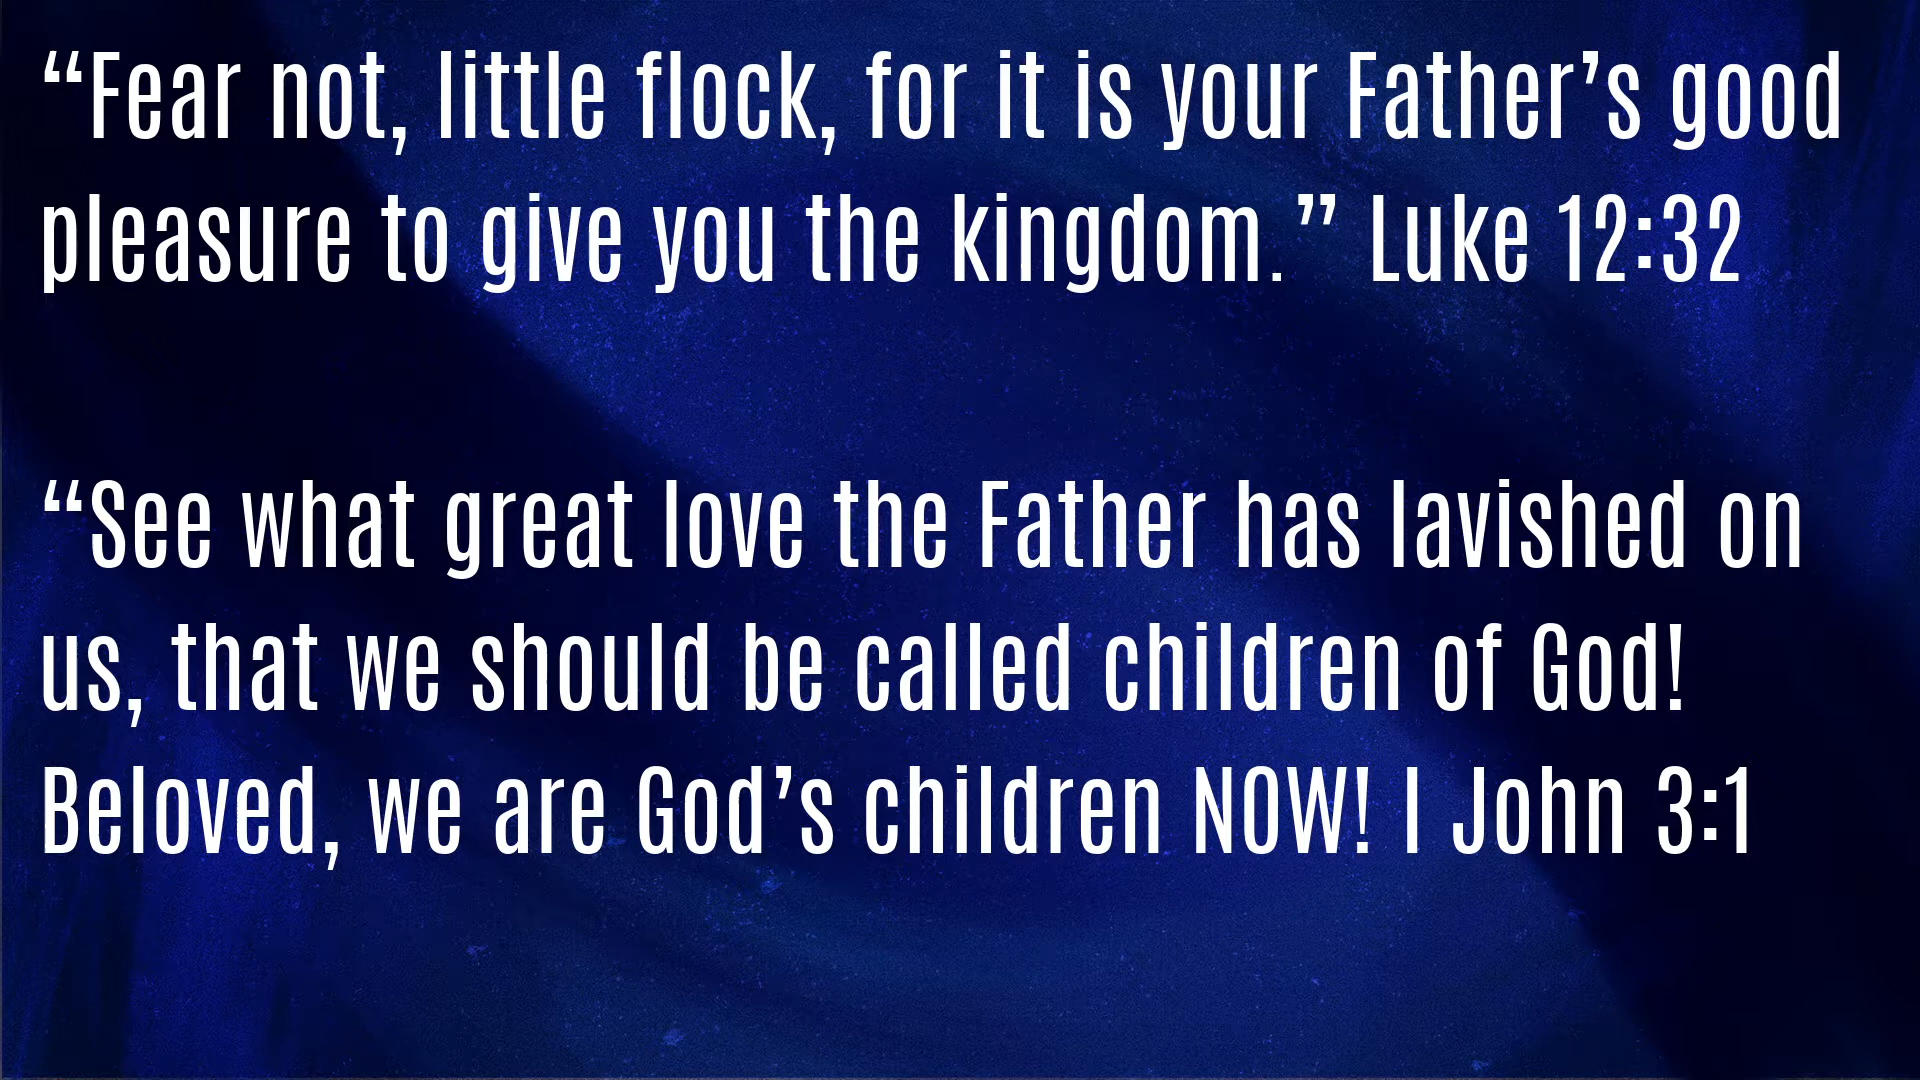 “Fear not, little flock, for it is your Father’s good
pleasure to give you the kingdom.” Luke 12:32
“See what great love the Father has lavished on
us, that we should be called children of God!
Beloved, we are God’s children NOW! I John 3:1